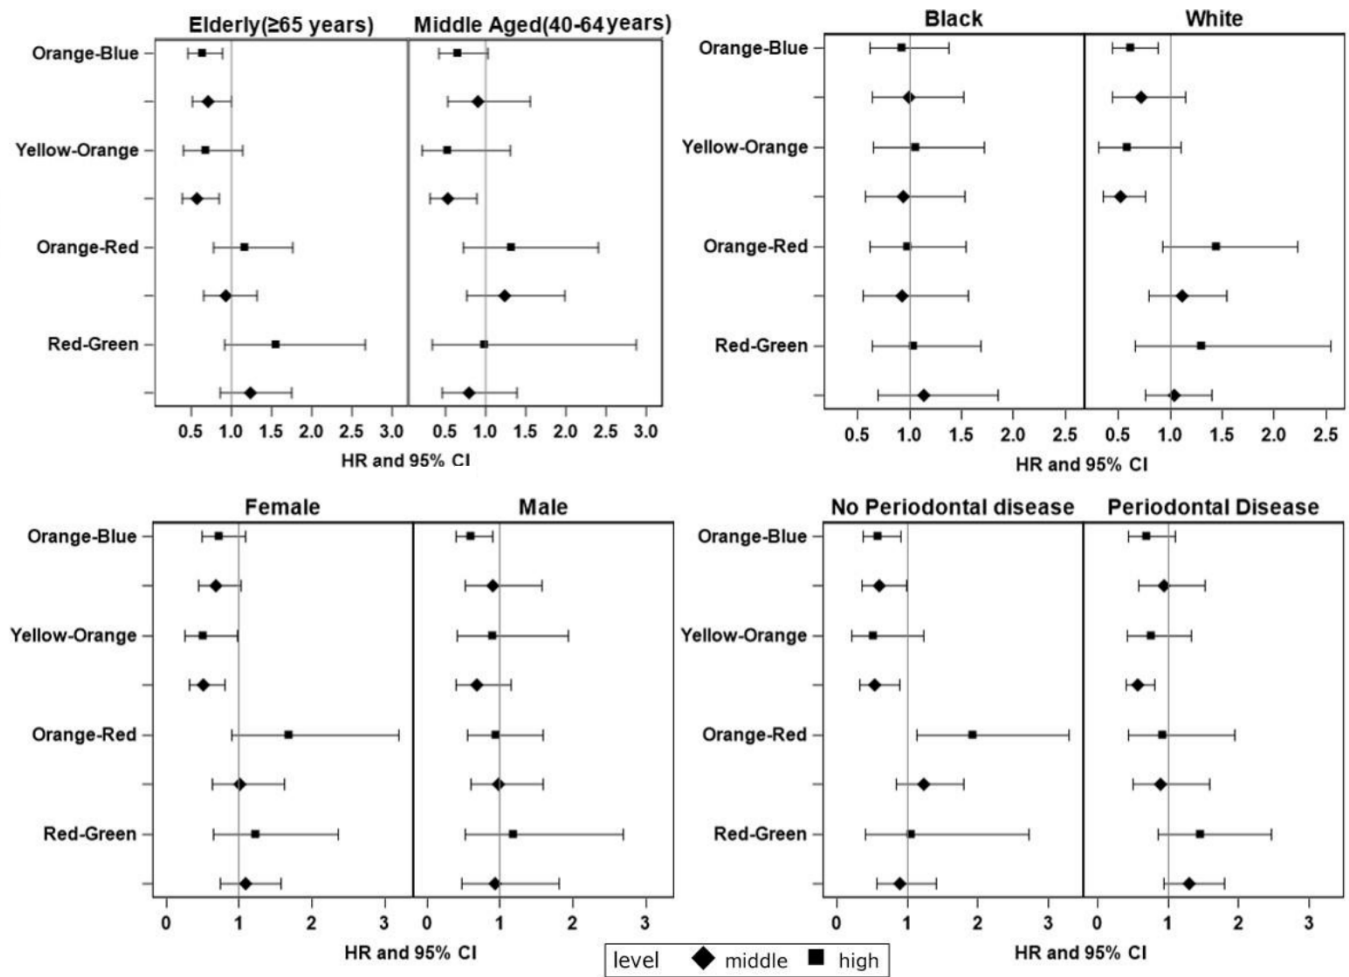 Elderly(≥65 years) Middle Aged(40-64 years)
Orange-Blue
Yellow-Orange
Orange-Red
Red-Green
0.5 1.0 1.5 2.0 2.5 3.0 0.5 1.0 1.5 2.0 2.5 3.0
HR and 95% CI
Black White
Orange-Blue
Yellow-Orange
Orange-Red
Red-Green
0.5 1.0 1.5 2.0 0.5 1.0 1.5 2.0 2.5
HR and 95% CI
Female Male
Orange-Blue
Yellow-Orange
Orange-Red
Red-Green
0 1 2 3 0 1 2 3
HR and 95% CI
No Periodontal disease Periodontal Disease
Orange-Blue
Yellow-Orange
Orange-Red
Red-Green
0 1 2 3 0 1 2 3
HR and 95% CI
level middle high